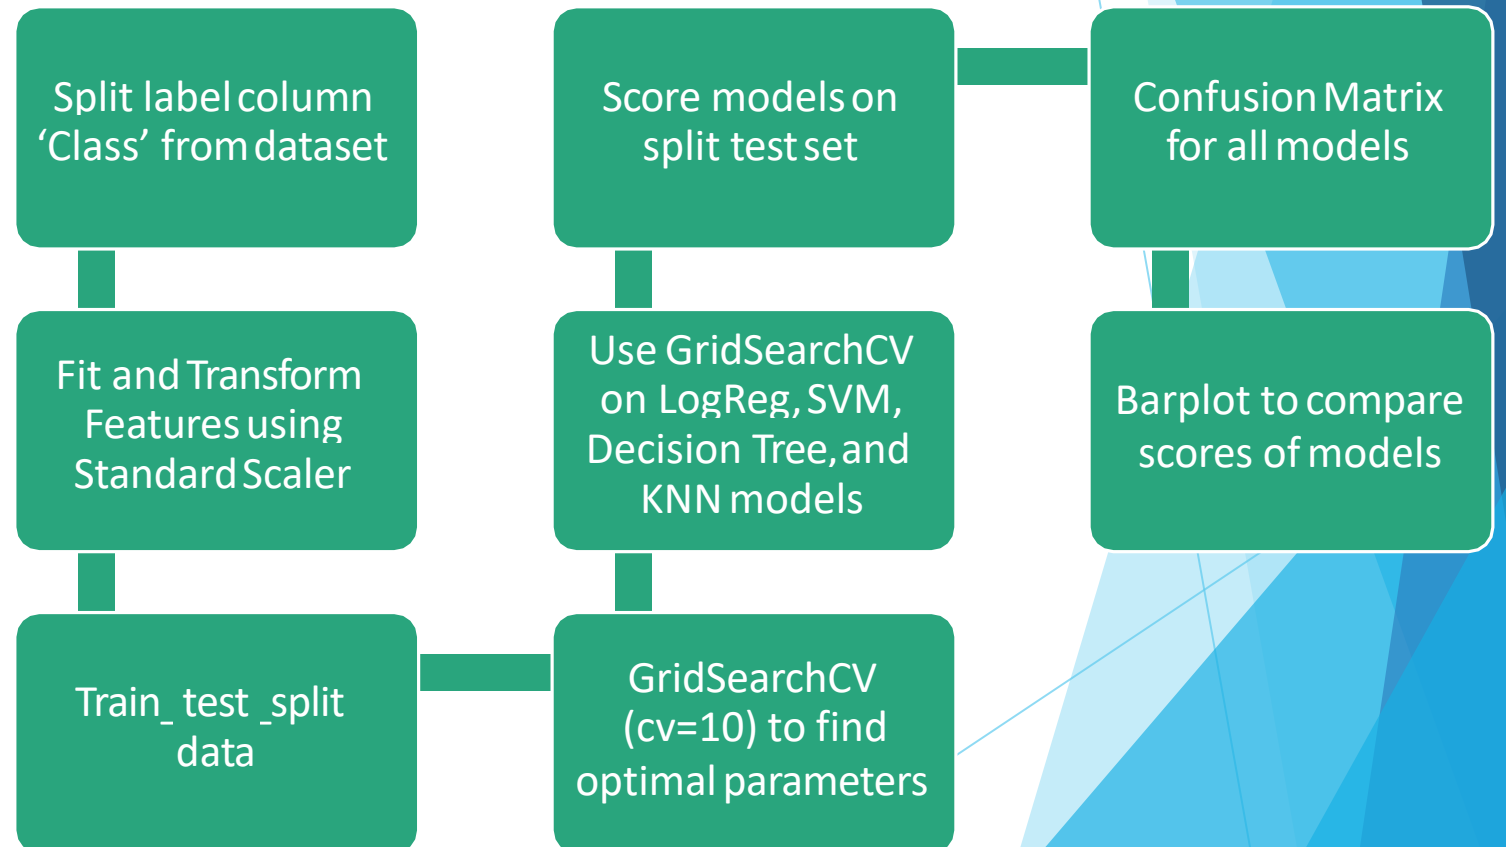 Split label column
‘Class’ from dataset
Fit and Transform
Features using
Standard Scaler
Train_ test _split
data
GridSearchCV
(cv=10) to find
optimal parameters
Use GridSearchCV
on LogReg, SVM,
Decision Tree, and
KNN models
Score models on
split test set
Confusion Matrix
for all models
Barplot to compare
scores of models